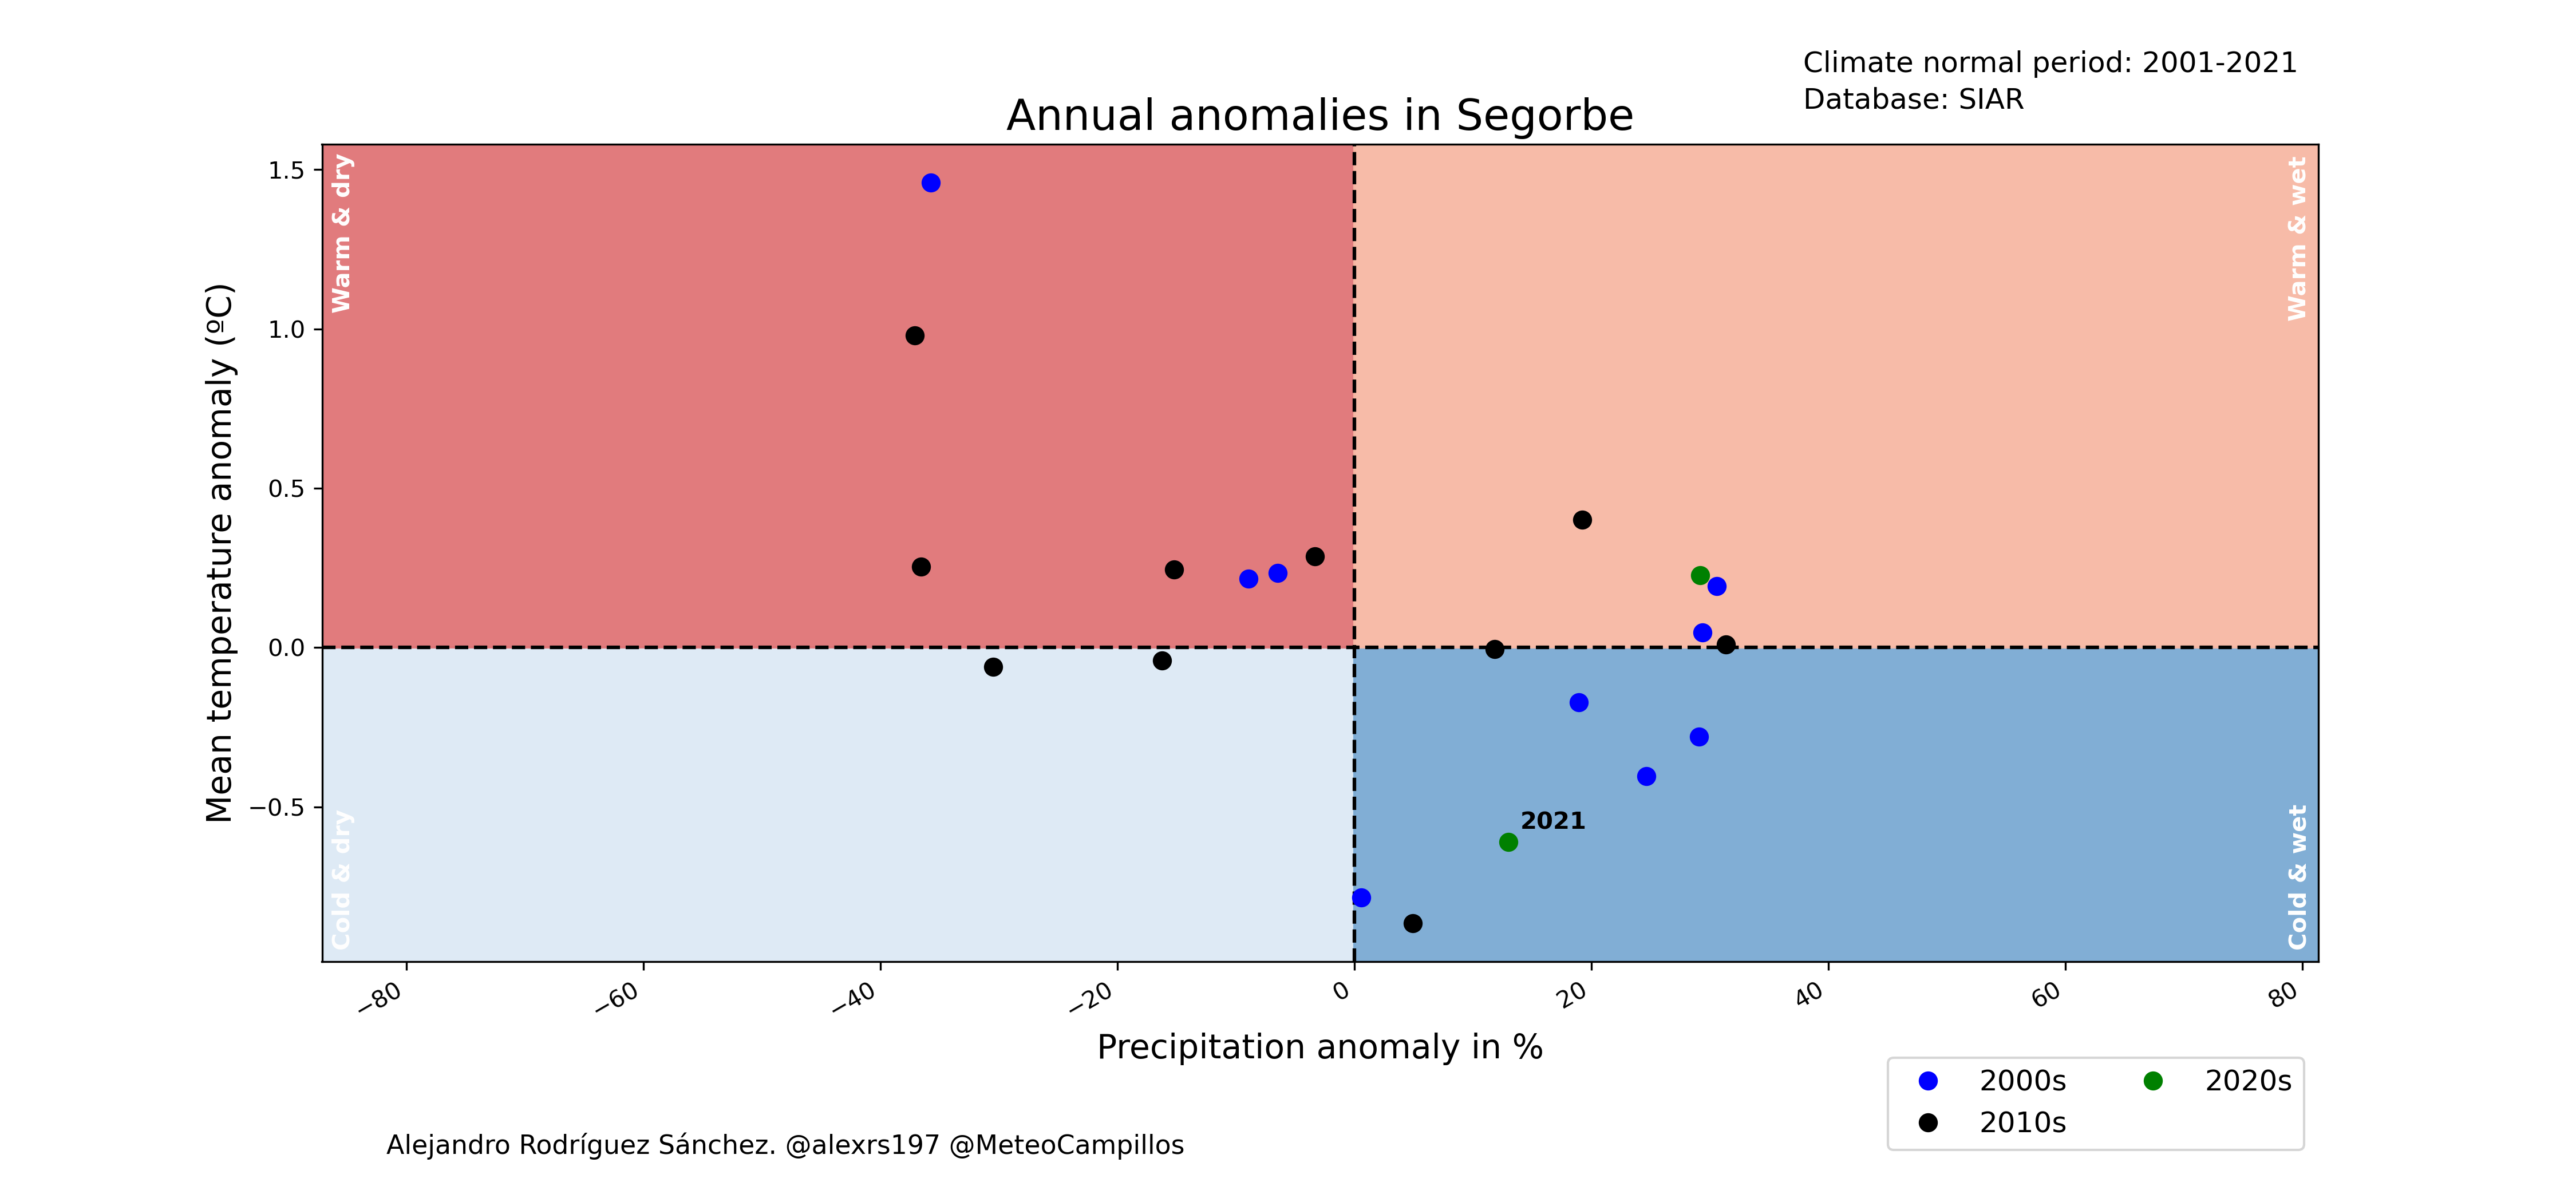 Climate normal period: 2001-2021
Database: SIAR
Annual anomalies in Segorbe
Warm & dry
Warm & wet
Cold & dry
Cold & wet
Mean temperature anomaly (ºC)
1.5
1.0
0.5
0.0
−0.5
2021
−80
−60
−40
−20
0
20
40
60
80
Precipitation anomaly in %
2000s
2010s
2020s
Alejandro Rodríguez Sánchez. @alexrs197 @MeteoCampillos